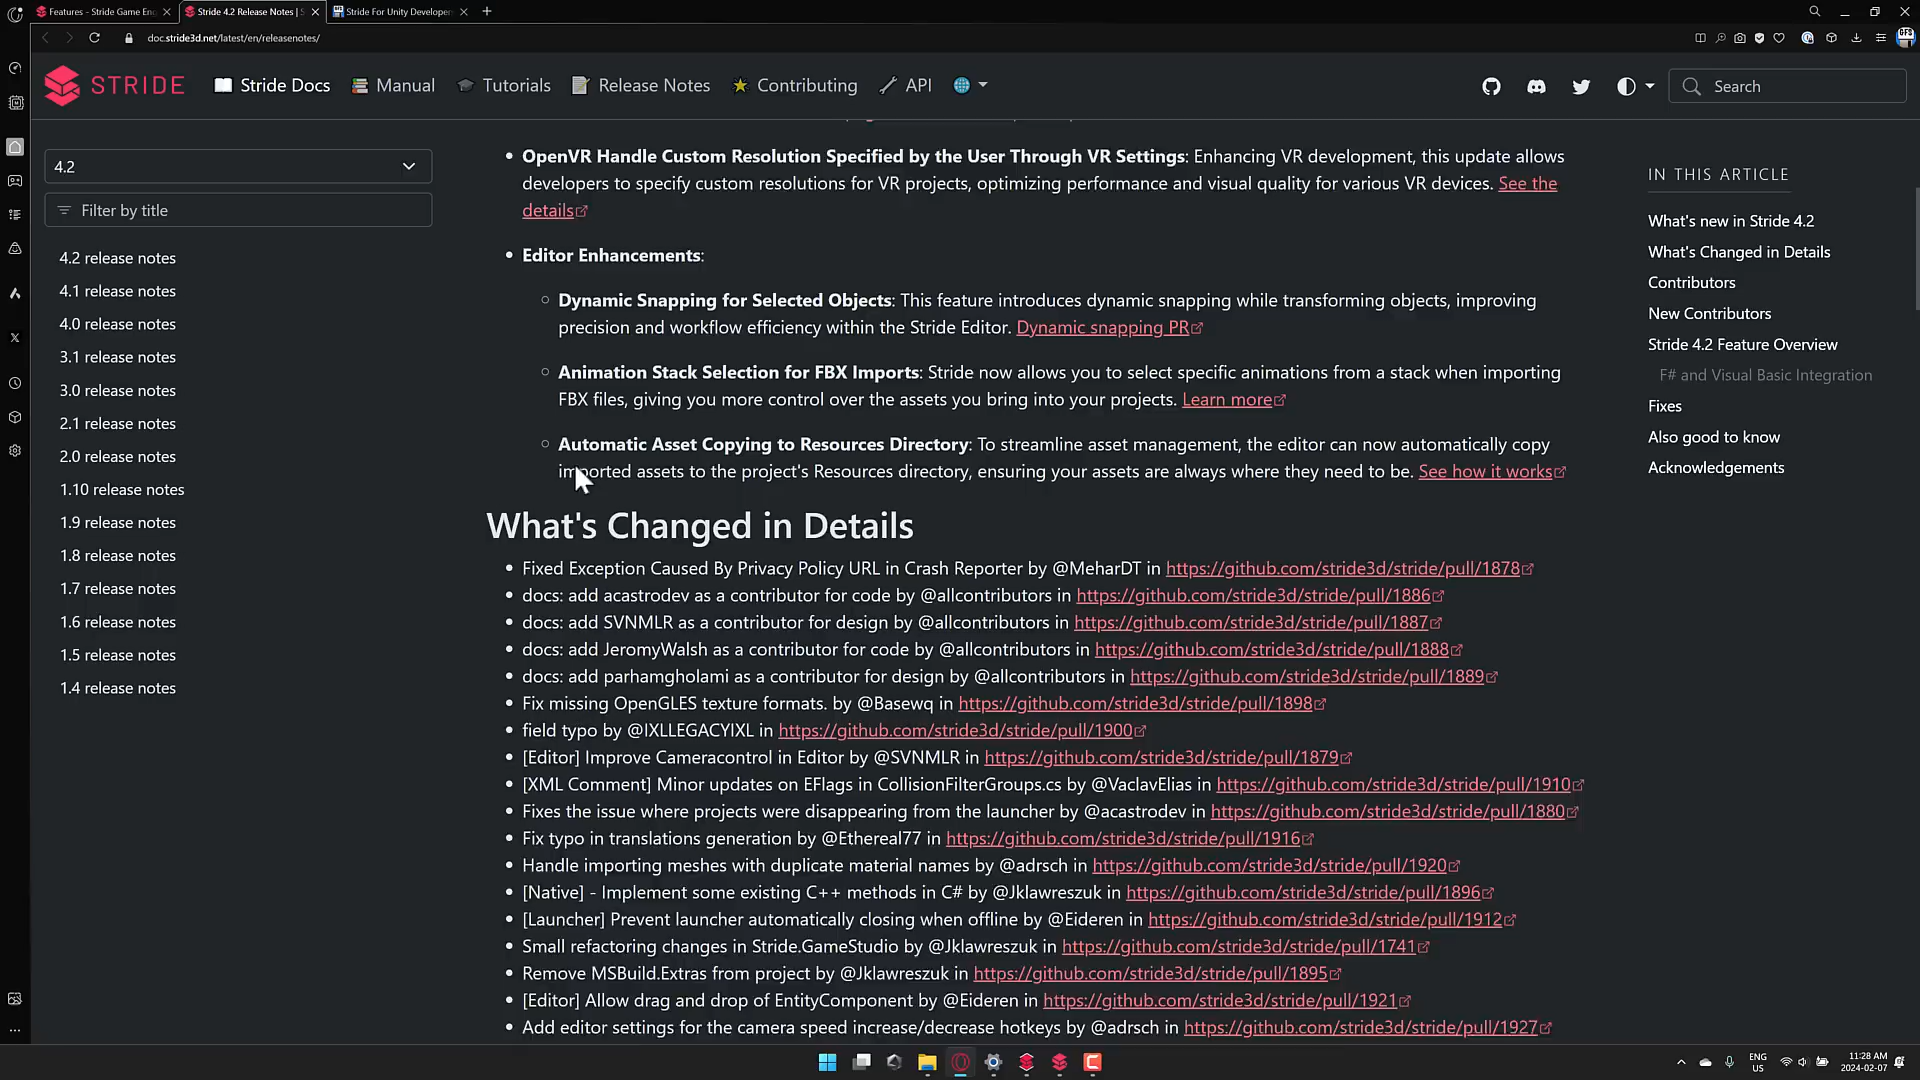 Features - Stride Game En
Stride 4.2 Release Notes |
Stride For Unity Developer
doc.stride3d.net/latest/en/releasenotes/
STRIDE
Stride Docs
Manual
Tutorials
Release Notes
Contributing
API
Search
4.2
Filter by title
4.2 release notes
4.1 release notes
4.0 release notes
3.1 release notes
3.0 release notes
2.1 release notes
2.0 release notes
1.10 release notes
1.9 release notes
1.8 release notes
1.7 release notes
1.6 release notes
1.5 release notes
1.4 release notes
OpenVR Handle Custom Resolution Specified by the User Through VR Settings: Enhancing VR development, this update allows
developers to specify custom resolutions for VR projects, optimizing performance and visual quality for various VR devices. See the
details
Editor Enhancements:
Dynamic Snapping for Selected Objects: This feature introduces dynamic snapping while transforming objects, improving
precision and workflow efficiency within the Stride Editor. Dynamic snapping PR
Animation Stack Selection for FBX Imports: Stride now allows you to select specific animations from a stack when importing
FBX files, giving you more control over the assets you bring into your projects. Learn more
Automatic Asset Copying to Resources Directory: To streamline asset management, the editor can now automatically copy
imported assets to the project's Resources directory, ensuring your assets are always where they need to be. See how it works
What's Changed in Details
Fixed Exception Caused By Privacy Policy URL in Crash Reporter by @MeharDT in https://github.com/stride3d/stride/pull/1878
docs: add acastrodev as a contributor for code by @allcontributors in https://github.com/stride3d/stride/pull/1886
docs: add SVNMLR as a contributor for design by @allcontributors in https://github.com/stride3d/stride/pull/1887
docs: add JeromyWalsh as a contributor for code by @allcontributors in https://github.com/stride3d/stride/pull/1888
docs: add parhamgholami as a contributor for design by @allcontributors in https://github.com/stride3d/stride/pull/1889
Fix missing OpenGLES texture formats. by @Basewq in https://github.com/stride3d/stride/pull/1898
field typo by @IXLLEGACYIXL in https://github.com/stride3d/stride/pull/1900
[Editor] Improve Cameracontrol in Editor by @SVNMLR in https://github.com/stride3d/stride/pull/1879
[XML Comment] Minor updates on EFlags in CollisionFilterGroups.cs by @VaclavElias in https://github.com/stride3d/stride/pull/1910
Fixes the issue where projects were disappearing from the launcher by @acastrodev in https://github.com/stride3d/stride/pull/1880
Fix typo in translations generation by @Ethereal77 in https://github.com/stride3d/stride/pull/1916
Handle importing meshes with duplicate material names by @adrsch in https://github.com/stride3d/stride/pull/1920
[Native] - Implement some existing C++ methods in C# by @Jklawreszuk in https://github.com/stride3d/stride/pull/1896
[Launcher] Prevent launcher automatically closing when offline by @Eideren in https://github.com/stride3d/stride/pull/1912
Small refactoring changes in Stride.GameStudio by @Jklawreszuk in https://github.com/stride3d/stride/pull/1741
Remove MSBuild.Extras from project by @Jklawreszuk in https://github.com/stride3d/stride/pull/1895
[Editor] Allow drag and drop of EntityComponent by @Eideren in https://github.com/stride3d/stride/pull/1921
Add editor settings for the camera speed increase/decrease hotkeys by @adrsch in https://github.com/stride3d/stride/pull/1927
IN THIS ARTICLE
What's new in Stride 4.2
What's Changed in Details
Contributors
New Contributors
Stride 4.2 Feature Overview
F# and Visual Basic Integration
Fixes
Also good to know
Acknowledgements
ENG
US
11:28 AM
2024-02-07